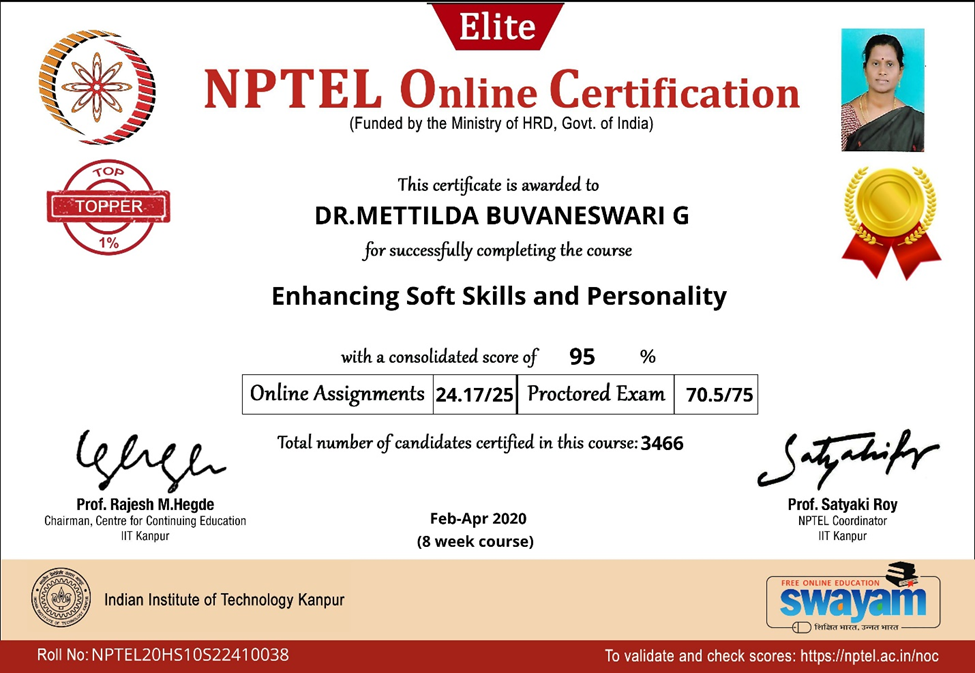 Elite
NPTEL Online Certification
(Funded by the Ministry of HRD, Govt. of India)
TOP
TOPPER
1%
This certificate is awarded to
DR.METTILDA BUVANESWARI G
for successfully completing the course
Enhancing Soft Skills and Personality
with a consolidated score of 95 %
Online Assignments 24.17/25 Proctored Exam 70.5/75
Total number of candidates certified in this course: 3466
Prof. Rajesh M.Hegde
Chairman, Centre for Continuing Education
IIT Kanpur
Prof. Satyaki Roy
NPTEL Coordinator
IIT Kanpur
Feb-Apr 2020
(8 week course)
Indian Institute of Technology Kanpur
FREE ONLINE EDUCATION
swayam
शिक्षित भारत, उन्नत भारत
Roll No: NPTEL20HS10S22410038
To validate and check scores: https://nptel.ac.in/noc